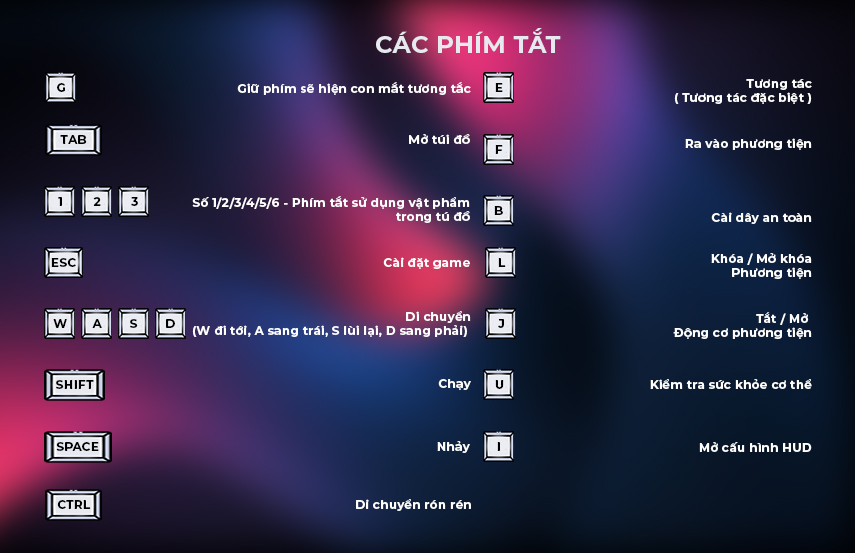 CÁC PHÍM TẮT
G
Giữ phím sẽ hiện con mắt tương tắc
TAB
Mở túi đồ
1 2 3
Số 1/2/3/4/5/6 - Phím tắt sử dụng vật phẩm
trong tú đồ
ESC
Cài đặt game
W A S D
Di chuyển
(W đi tới, A sang trái, S lùi lại, D sang phải)
SHIFT
Chạy
SPACE
Nhảy
CTRL
Di chuyển rón rén
E
Tương tác
( Tương tác đặc biệt )
F
Ra vào phương tiện
B
Cài dây an toàn
L
Khóa / Mở khóa
Phương tiện
J
Tắt / Mở
Động cơ phương tiện
U
Kiểm tra sức khỏe cơ thể
I
Mở cấu hình HUD